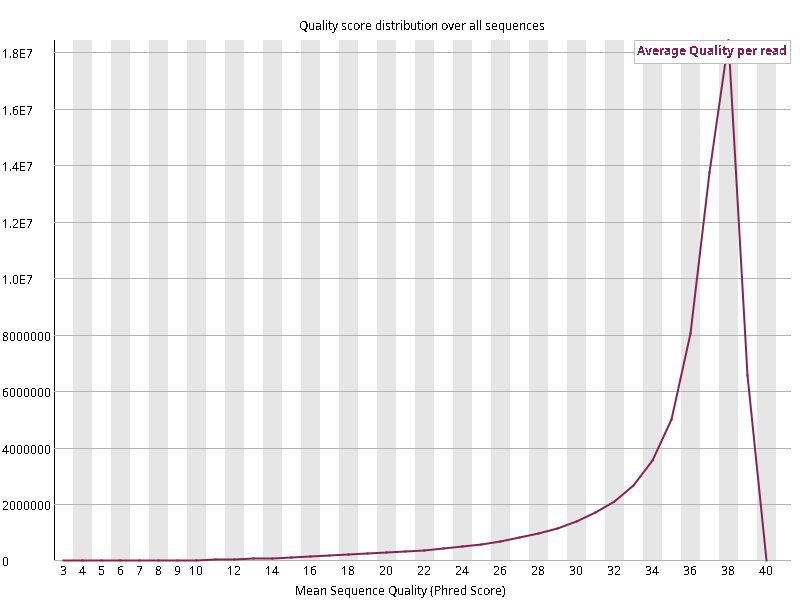 Quality score distribution over all sequences
Average Quality per read
1.8E7
1.6E7
1.4E7
1.2E7
1.0E7
8000000
6000000
4000000
2000000
0
3 4 5 6 7 8 9 10 12 14 16 18 20 22 24 26 28 30 32 34 36 38 40
Mean Sequence Quality (Phred Score)